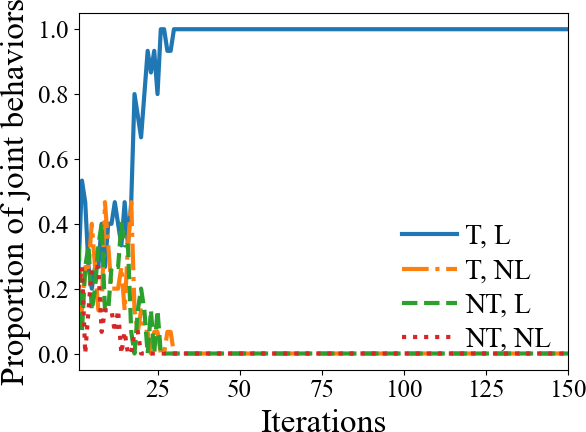 Proportion of joint behaviors
1.0
0.8
0.6
0.4
0.2
0.0
T, L
T, NL
NT, L
NT, NL
25 50 75 100 125 150
Iterations